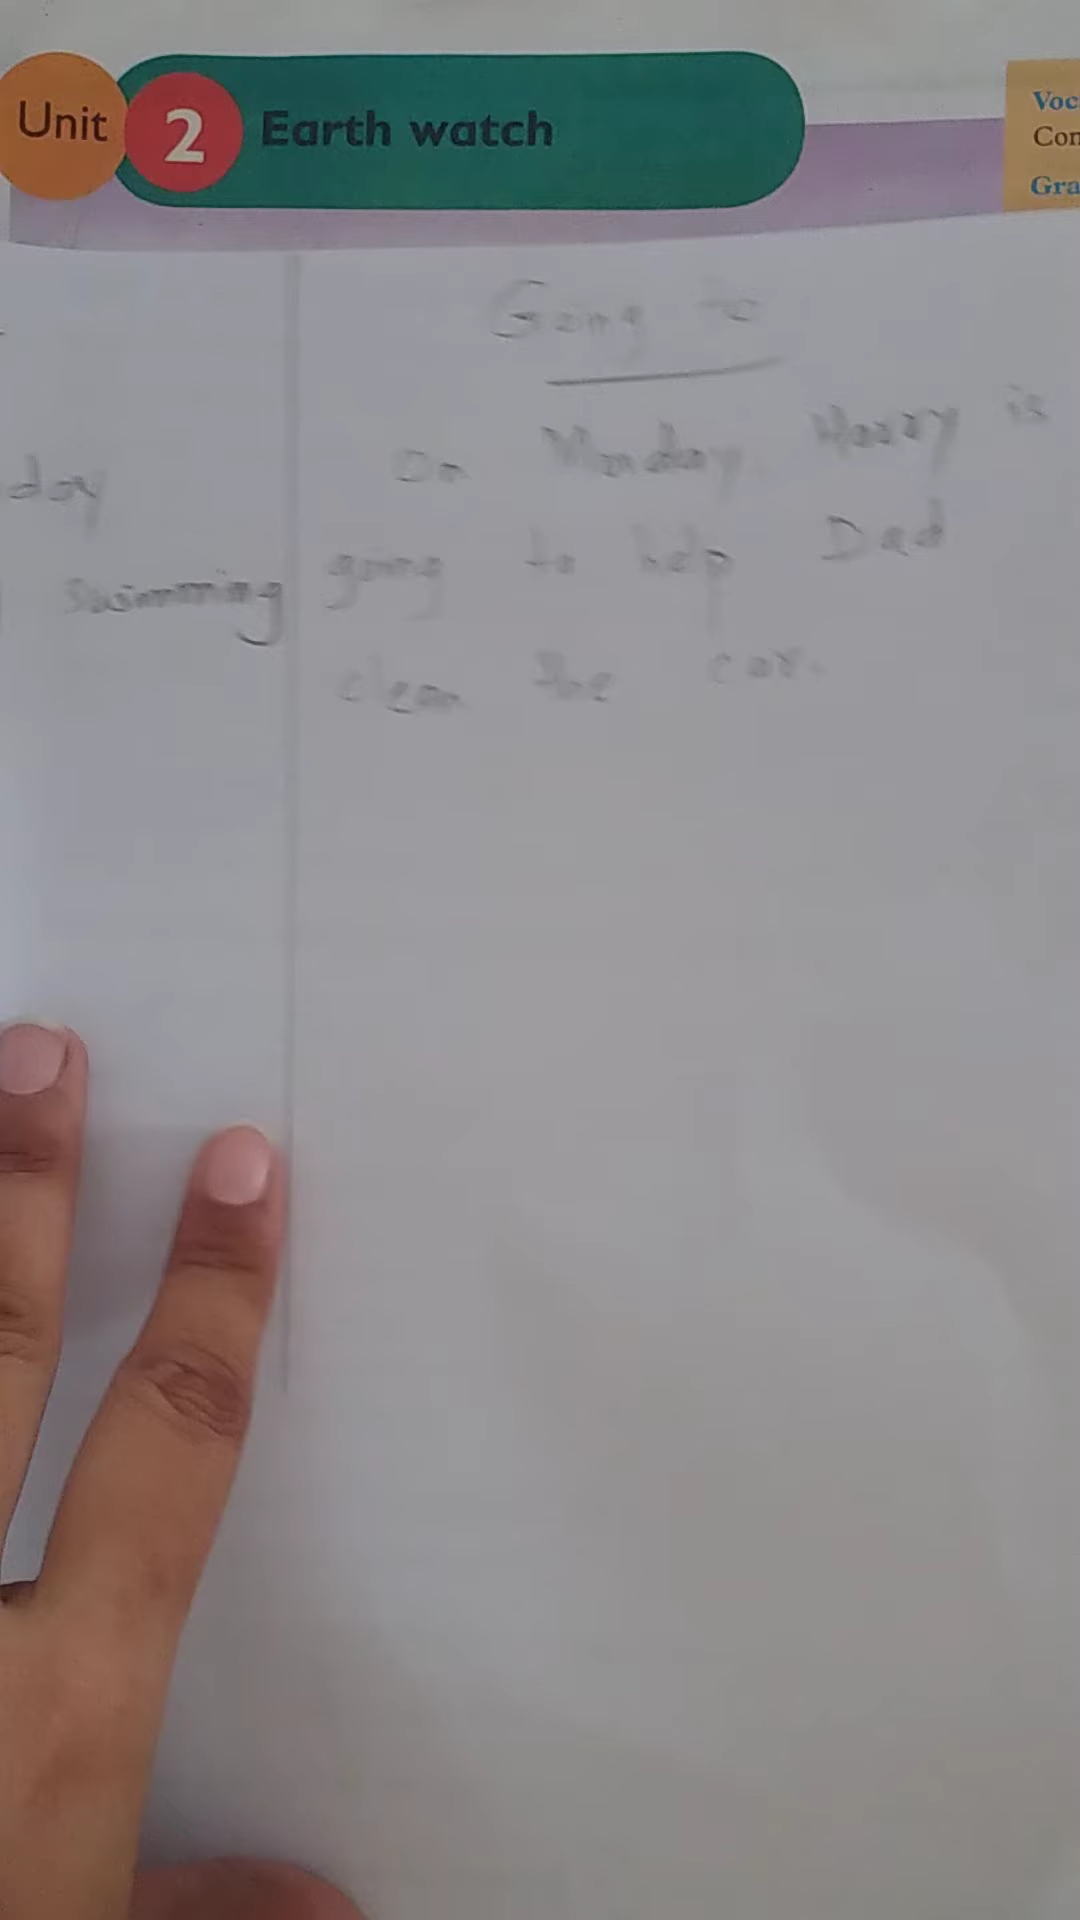 Unit 2 Earth watch
Voc
Con
Gra
Going to
On Monday, Harry is
going to help Dad
clean the car.
day
swimming